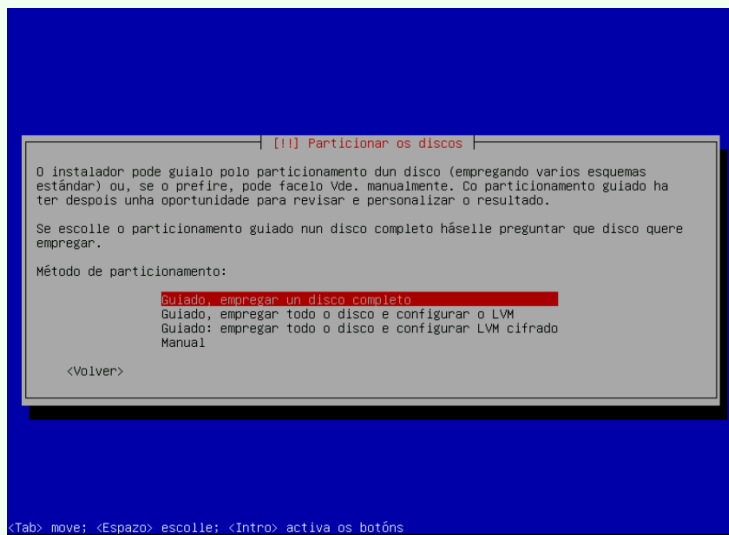 [!!] Particionar os discos
O instalador pode guialo polo particionamento dun disco (empregando varios esquemas
estándar) ou, se o prefire, pode facelo Vde. manualmente. Co particionamento guiado ha
ter despois unha oportunidade para revisar e personalizar o resultado.
Se escolle o particionamento guiado nun disco completo háselle preguntar que disco quere
empregar.
Método de particionamento:
Guiado, empregar un disco completo
Guiado, empregar todo o disco e configurar o LVM
Guiado: empregar todo o disco e configurar LVM cifrado
Manual
<Volver>
<Tab> move; <Espazo> escolle; <Intro> activa os botóns